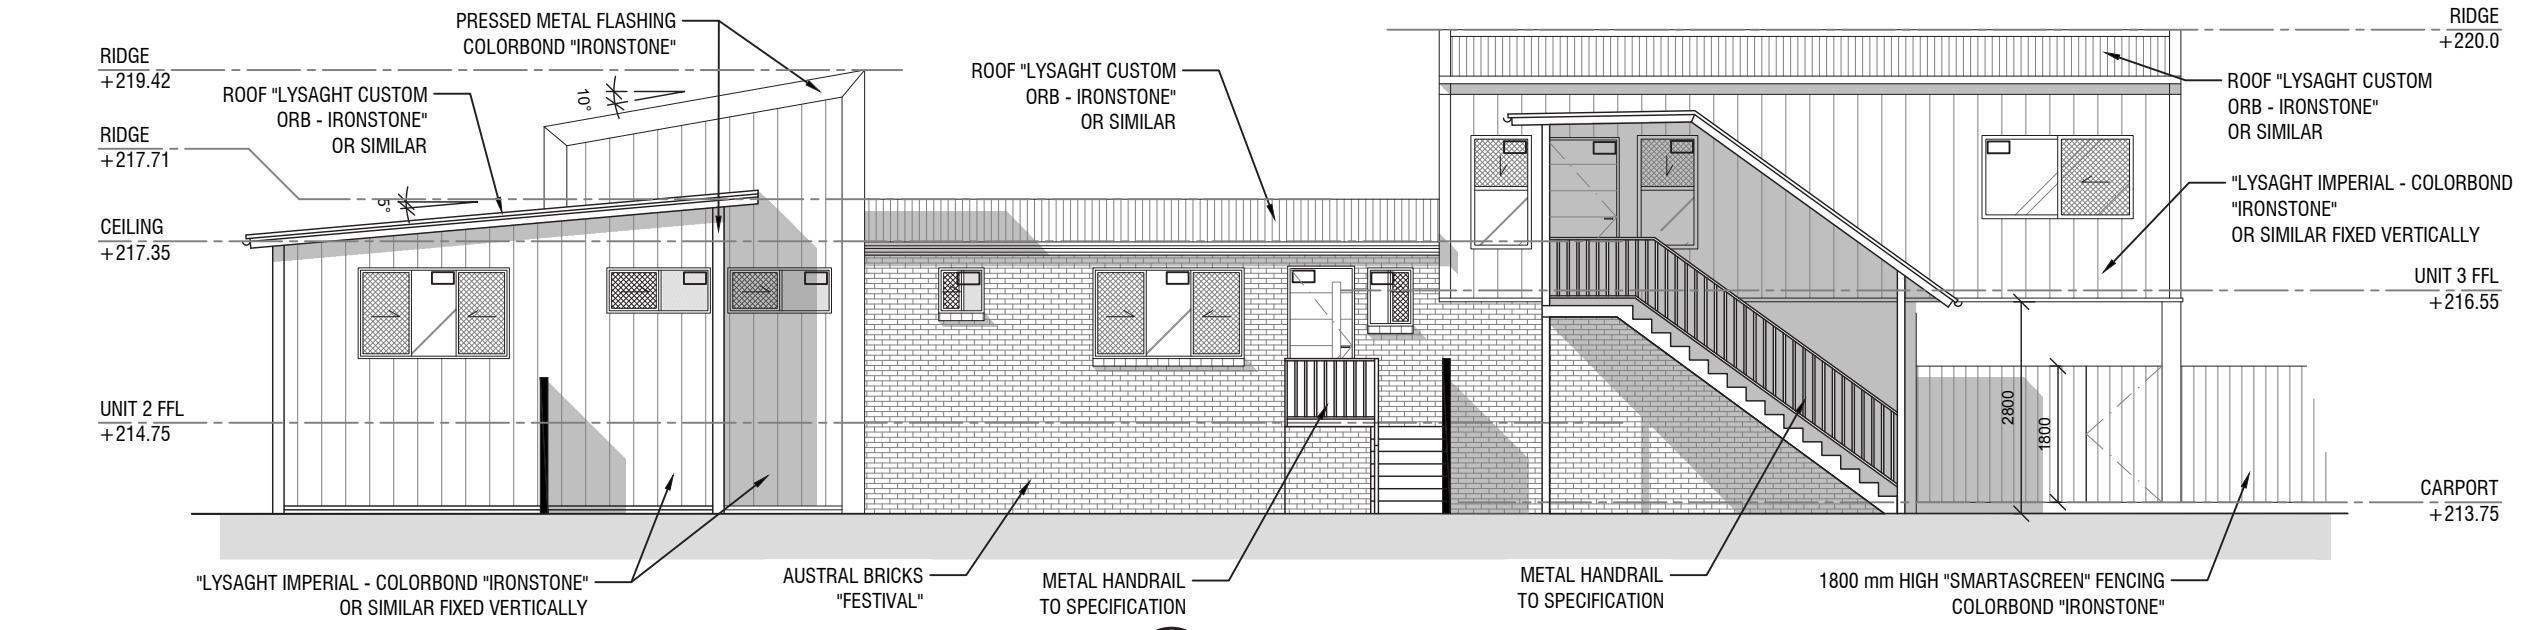 PRESSED METAL FLASHING
COLORBOND "IRONSTONE"
RIDGE
+219.42
ROOF "LYSAGHT CUSTOM
ORB - IRONSTONE"
OR SIMILAR
RIDGE
+217.71
CEILING
+217.35
UNIT 2 FFL
+214.75
10°
5°
ROOF "LYSAGHT CUSTOM
ORB - IRONSTONE"
OR SIMILAR
RIDGE
+220.0
ROOF "LYSAGHT CUSTOM
ORB - IRONSTONE"
OR SIMILAR
"LYSAGHT IMPERIAL - COLORBOND
"IRONSTONE"
OR SIMILAR FIXED VERTICALLY
UNIT 3 FFL
+216.55
2800
1800
CARPORT
+213.75
"LYSAGHT IMPERIAL - COLORBOND "IRONSTONE"
OR SIMILAR FIXED VERTICALLY
AUSTRAL BRICKS
"FESTIVAL"
METAL HANDRAIL
TO SPECIFICATION
METAL HANDRAIL
TO SPECIFICATION
1800 mm HIGH "SMARTASCREEN" FENCING
COLORBOND "IRONSTONE"